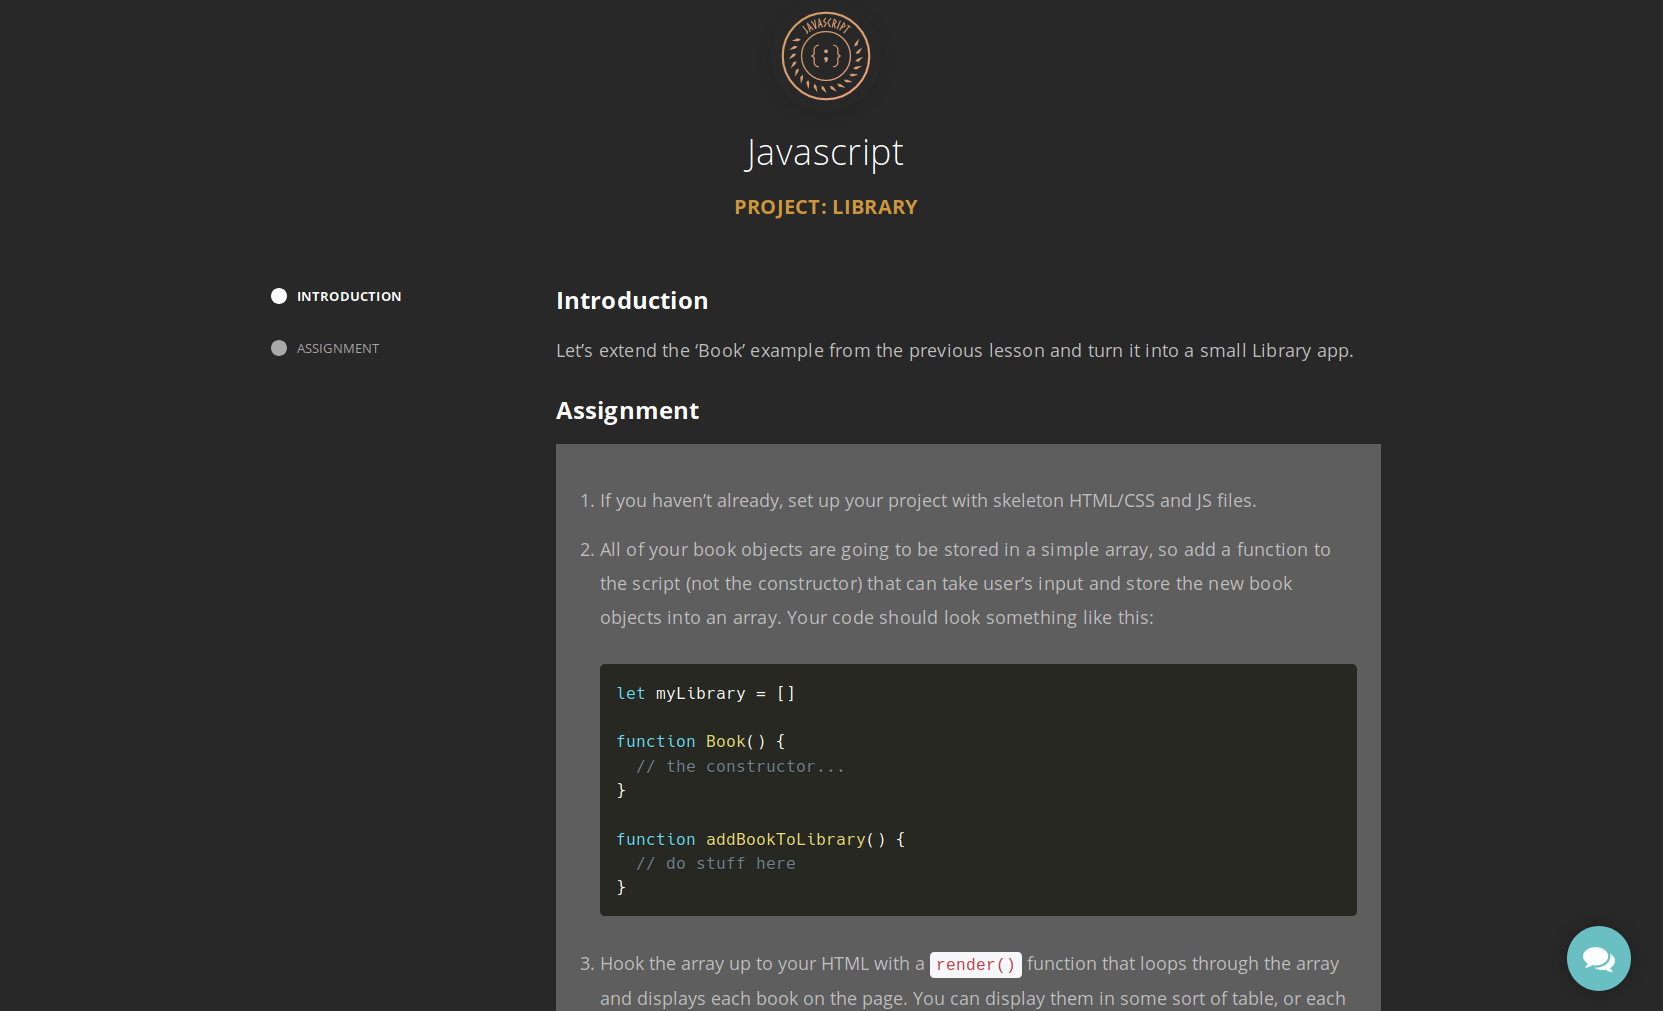 JAVASCRIPT
{;}
Javascript
PROJECT: LIBRARY
INTRODUCTION
ASSIGNMENT
Introduction
Let’s extend the ‘Book’ example from the previous lesson and turn it into a small Library app.
Assignment
1. If you haven’t already, set up your project with skeleton HTML/CSS and JS files.
2. All of your book objects are going to be stored in a simple array, so add a function to
the script (not the constructor) that can take user’s input and store the new book
objects into an array. Your code should look something like this:
let myLibrary = []
function Book() {
  // the constructor...
}
function addBookToLibrary() {
  // do stuff here
}
3. Hook the array up to your HTML with a render() function that loops through the array
and displays each book on the page. You can display them in some sort of table, or each